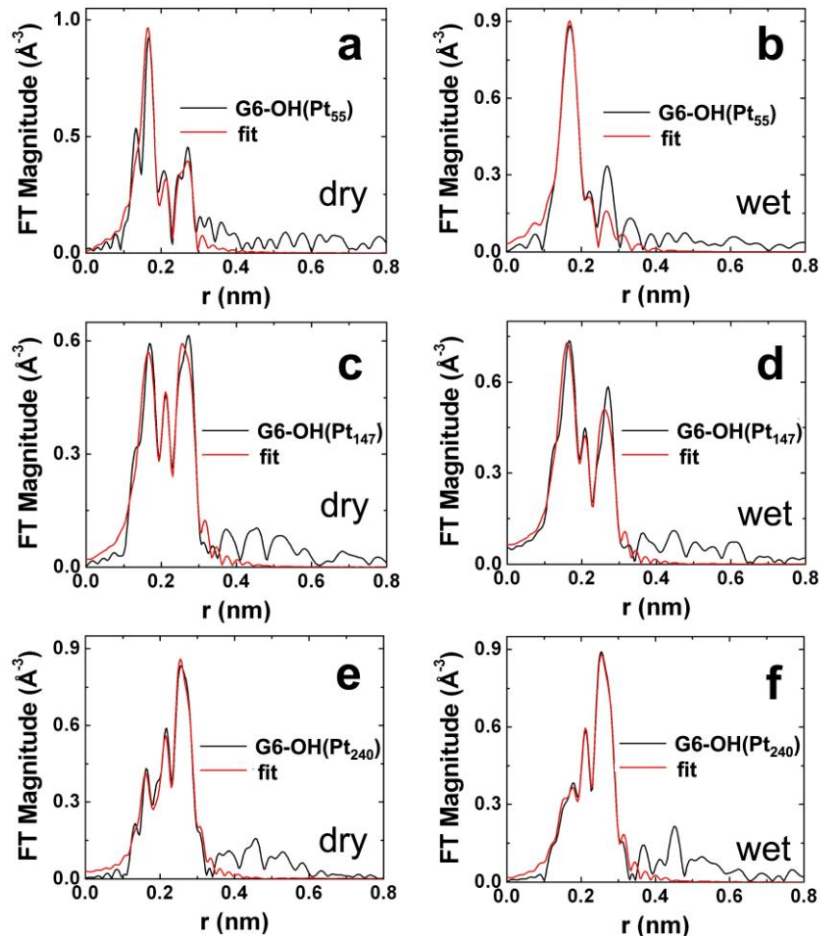 a
FT Magnitude (Å⁻³)
1.0
0.5
0.0
G6-OH(Pt₅₅)
fit
dry
0.0 0.2 0.4 0.6 0.8
r (nm)
b
FT Magnitude (Å⁻³)
0.9
0.6
0.3
0.0
G6-OH(Pt₅₅)
fit
wet
0.0 0.2 0.4 0.6 0.8
r (nm)
c
FT Magnitude (Å⁻³)
0.6
0.3
0.0
G6-OH(Pt₁₄₇)
fit
dry
0.0 0.2 0.4 0.6 0.8
r (nm)
d
FT Magnitude (Å⁻³)
0.9
0.6
0.3
0.0
G6-OH(Pt₁₄₇)
fit
wet
0.0 0.2 0.4 0.6 0.8
r (nm)
e
FT Magnitude (Å⁻³)
0.9
0.6
0.3
0.0
G6-OH(Pt₂₄₀)
fit
dry
0.0 0.2 0.4 0.6 0.8
r (nm)
f
FT Magnitude (Å⁻³)
0.9
0.6
0.3
0.0
G6-OH(Pt₂₄₀)
fit
wet
0.0 0.2 0.4 0.6 0.8
r (nm)